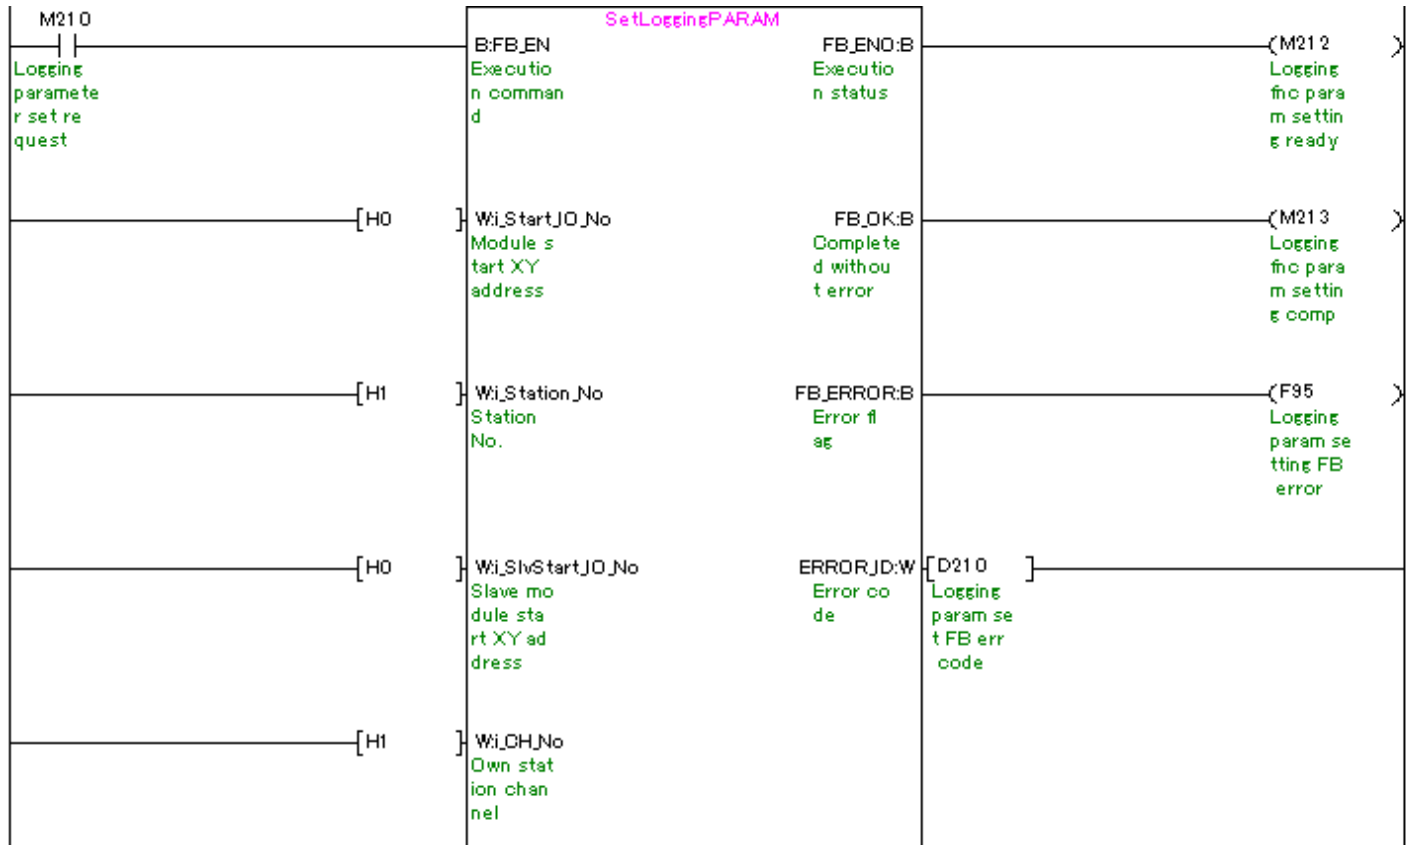 M210
SetLoggingPARAM
B:FB_EN
FB_ENO:B
(M212 )
Logging
paramete
r set re
quest
Executio
n comman
d
Executio
n status
Logging
fnc para
m settin
g ready
[H0 ]
W:i_Start_IO_No
FB_OK:B
(M213 )
Module s
tart XY
address
Complete
d withou
t error
Logging
fnc para
m settin
g comp
[H1 ]
W:i_Station_No
FB_ERROR:B
(F95 )
Station
No.
Error fl
ag
Logging
param se
tting FB
error
[H0 ]
W:i_SlvStart_IO_No
ERROR_ID:W
[D210 ]
Slave mo
dule sta
rt XY ad
dress
Error co
de
Logging
param se
t FB err
code
[H1 ]
W:i_CH_No
Own stat
ion chan
nel